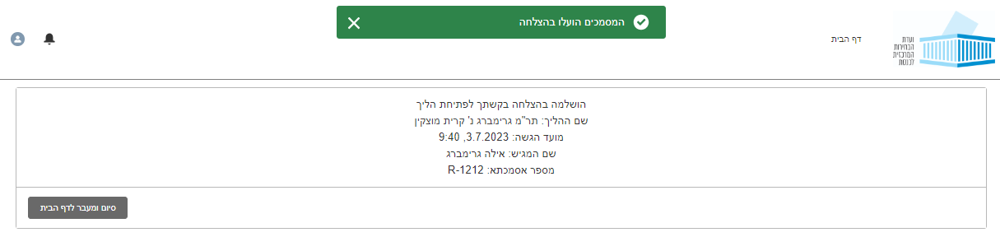 המסמכים הועלו בהצלחה
דף הבית
ועדת
הבחירות
המרכזית
לכנסת
הושלמה בהצלחה בקשתך לפתיחת הליך
שם ההליך: תר"מ גרימברג נ' קרית מוצקין
מועד הגשה: 3.7.2023, 9:40
שם המגיש: אילה גרימברג
מספר אסמכתא: R-1212
סיום ומעבר לדף הבית